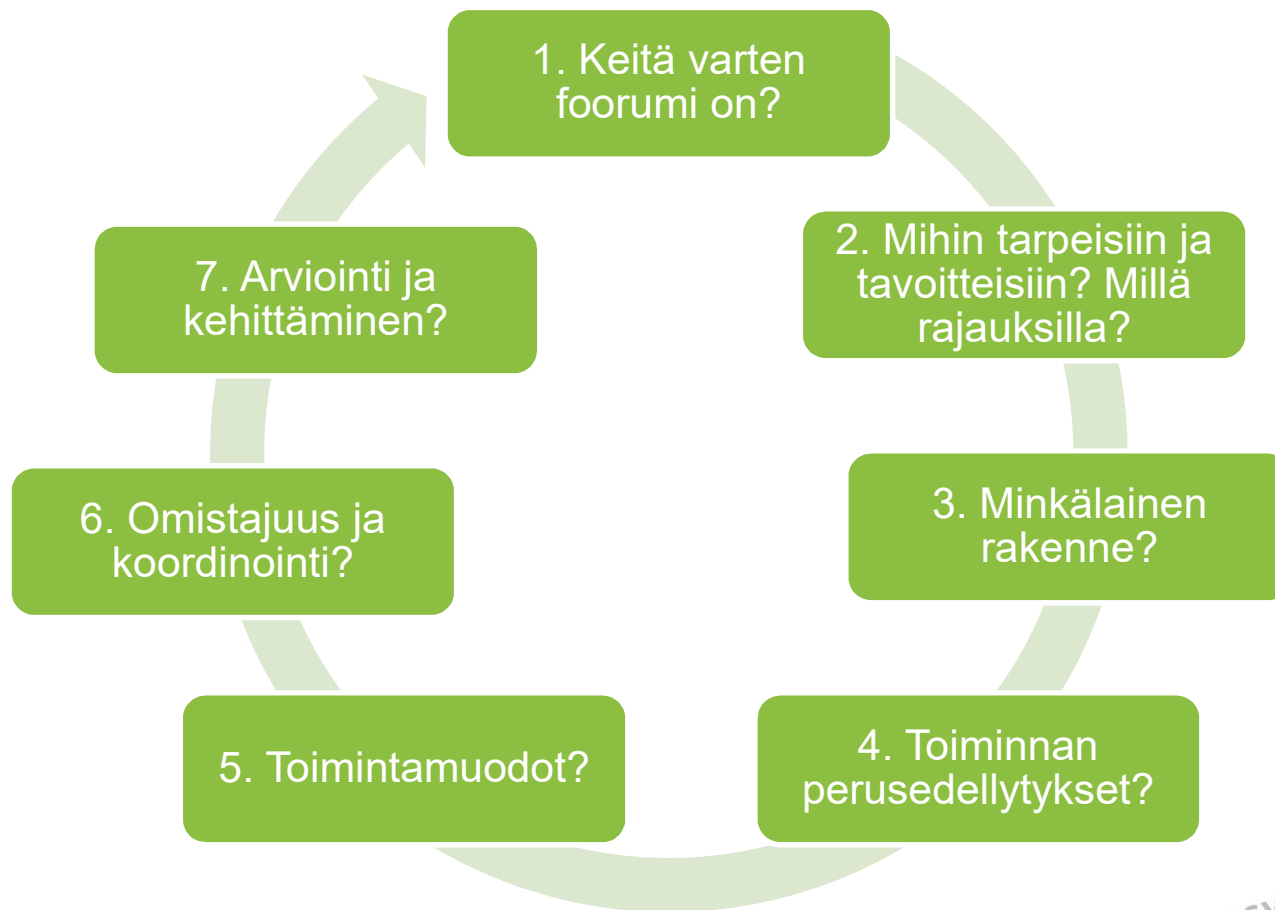 1. Keitä varten
foorumi on?
2. Mihin tarpeisiin ja
tavoitteisiin? Millä
rajauksilla?
3. Minkälainen
rakenne?
4. Toiminnan
perusedellytykset?
5. Toimintamuodot?
6. Omistajuus ja
koordinointi?
7. Arviointi ja
kehittäminen?